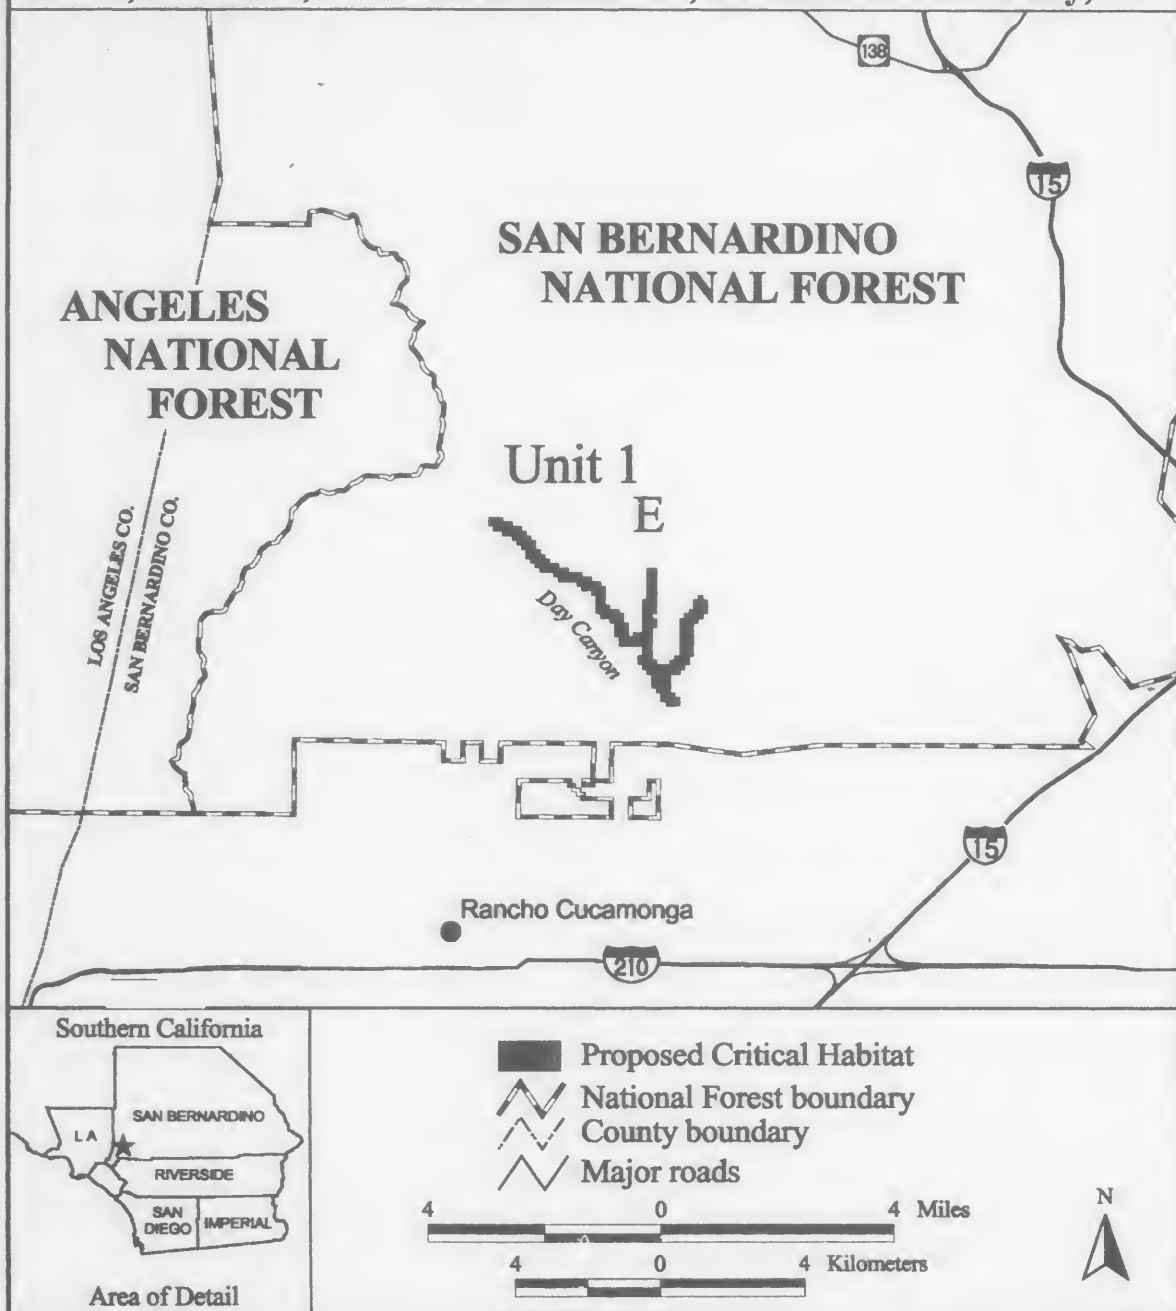 138
15
SAN BERNARDINO
NATIONAL FOREST
ANGELES
NATIONAL
FOREST
Unit 1
E
LOS ANGELES CO.
SAN BERNARDINO CO.
Day Canyon
15
Rancho Cucamonga
210
Southern California
SAN BERNARDINO
LA
RIVERSIDE
SAN
DIEGO
IMPERIAL
Area of Detail
Proposed Critical Habitat
National Forest boundary
County boundary
Major roads
4 0 4 Miles
4 0 4 Kilometers
N